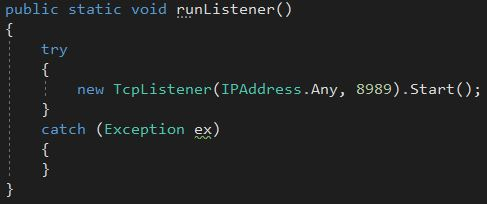 public static void runListener()
{
    try
    {
        new TcpListener(IPAddress.Any, 8989).Start();
    }
    catch (Exception ex)
    {
    }
}